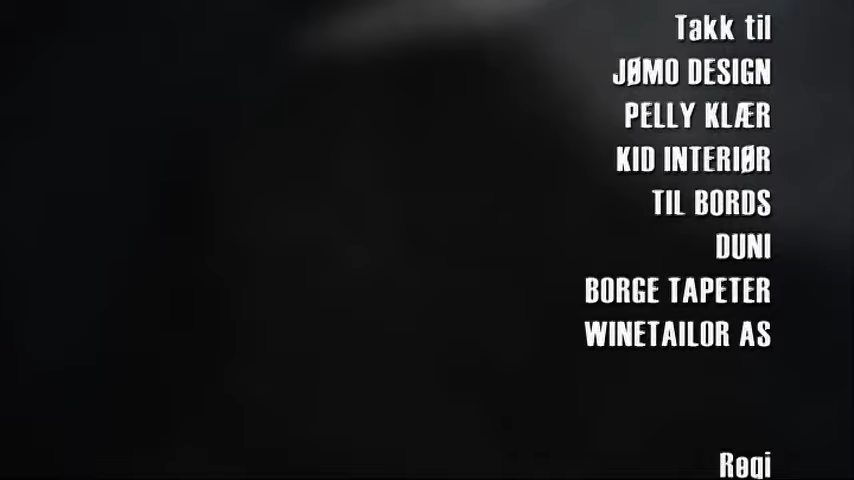 Takk til
JØMO DESIGN
PELLY KLÆR
KID INTERIØR
TIL BORDS
DUNI
BORGE TAPETER
WINETAILOR AS
Regi